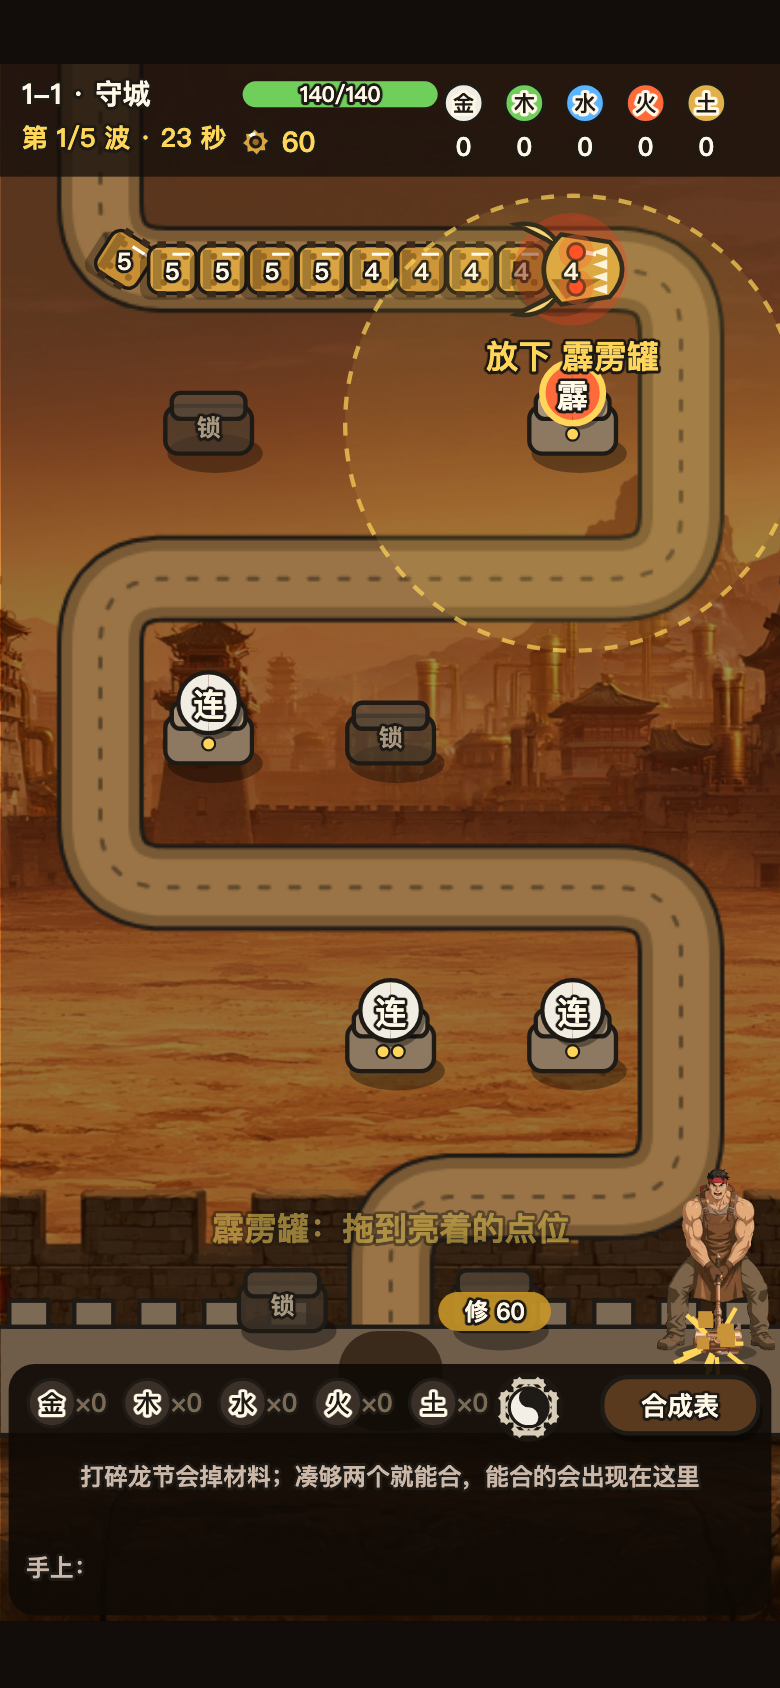 1-1 · 守城
140/140
金 木 水 火 土
第 1/5 波 · 23 秒
60
0 0 0 0 0
5 5 5 5 5 4 4 4 4 4
放下 霹雳罐
霹
锁
连
锁
连 连
霹雳罐：拖到亮着的点位
锁
修 60
金×0 木×0 水×0 火×0 土×0
合成表
打碎龙节会掉材料；凑够两个就能合，能合的会出现在这里
手上：